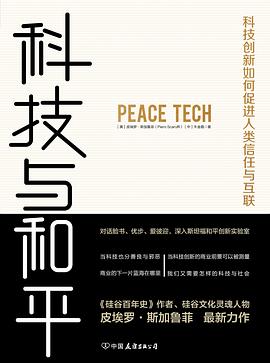 科技与和平
科技创新如何促进人类信任与互联
PEACE TECH
[美] 皮埃罗·斯加鲁菲 (Piero Scaruffi) [中] 牛金霞 著
对话脸书、优步、爱彼迎,深入斯坦福和平创新实验室
当科技也分善良与邪恶
当科技创新的商业前景可以被测量
商业的下一片蓝海在哪里
我们又需要怎样的科技与社会
《硅谷百年史》作者、硅谷文化灵魂人物
皮埃罗·斯加鲁菲 最新力作
中国友谊出版公司